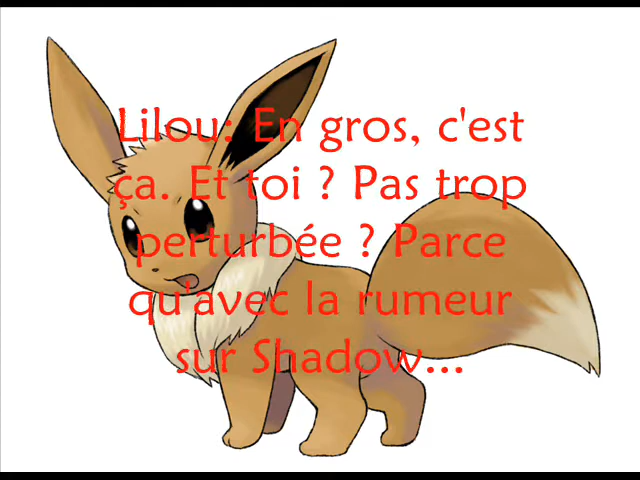 Lilou: En gros, c'est
ça. Et toi ? Pas trop
perturbée ? Parce
qu'avec la rumeur
sur Shadow...